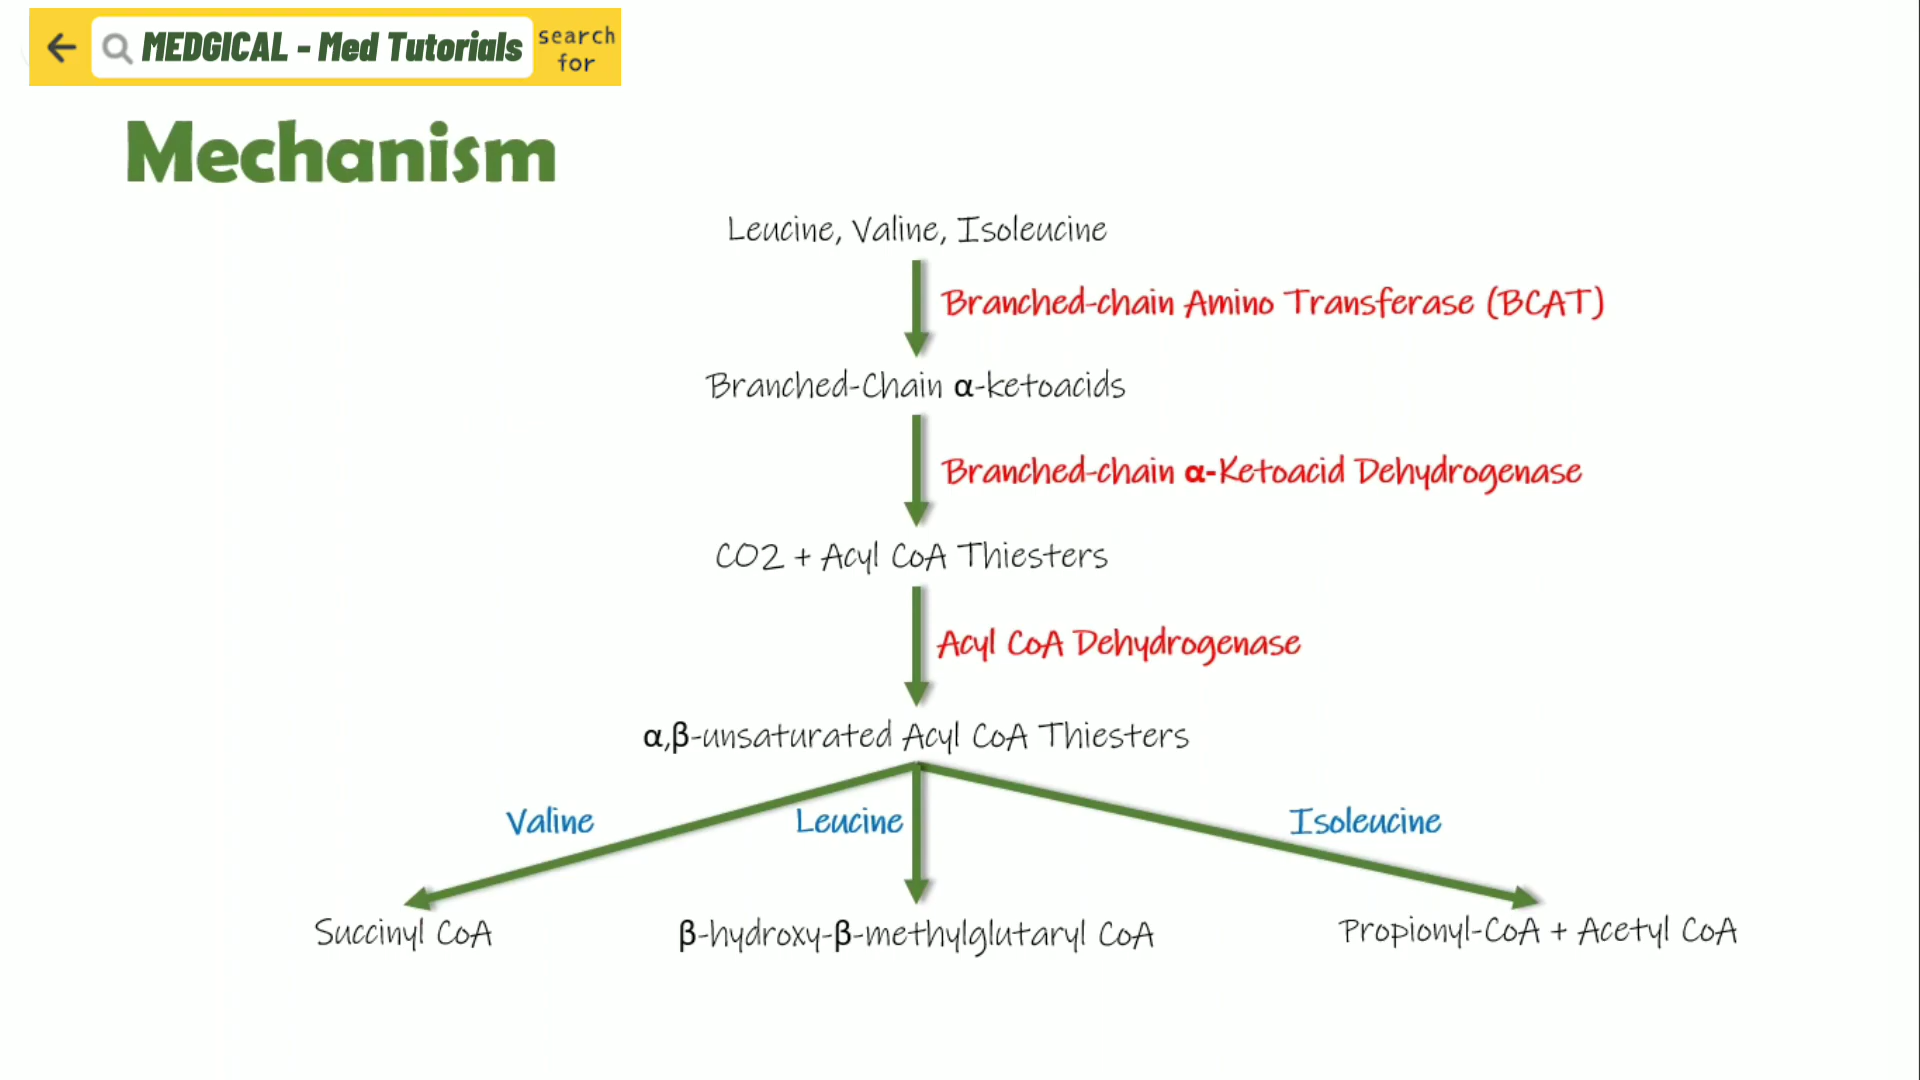 MEDGICAL - Med Tutorials
search
for
Mechanism
Leucine, Valine, Isoleucine
Branched-chain Amino Transferase (BCAT)
Branched-Chain α-ketoacids
Branched-chain α-Ketoacid Dehydrogenase
CO2 + Acyl CoA Thiesters
Acyl CoA Dehydrogenase
α,β-unsaturated Acyl CoA Thiesters
Valine
Leucine
Isoleucine
Succinyl CoA
β-hydroxy-β-methylglutaryl CoA
Propionyl-CoA + Acetyl CoA